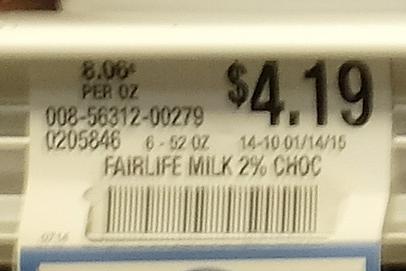 8.06¢
PER OZ
$4.19
008-56312-00279
0205846 6 - 52 OZ 14-10 01/14/15
FAIRLIFE MILK 2% CHOC